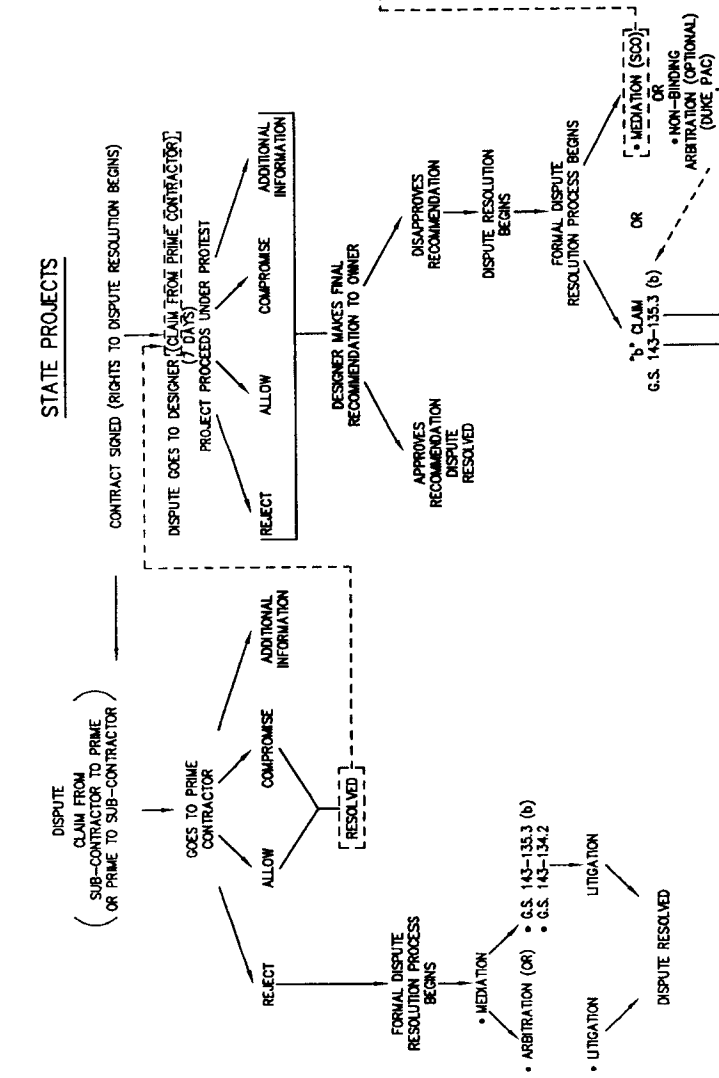 STATE PROJECTS
CONTRACT SIGNED (RIGHTS TO DISPUTE RESOLUTION BEGINS)
DISPUTE GOES TO DESIGNER (CLAIM FROM PRIME CONTRACTOR)
(7 DAYS)
PROJECT PROCEEDS UNDER PROTEST
REJECT
ALLOW
COMPROMISE
ADDITIONAL
INFORMATION
DESIGNER MAKES FINAL
RECOMMENDATION TO OWNER
APPROVES
RECOMMENDATION
DISPUTE
RESOLVED
DISAPPROVES
RECOMMENDATION
DISPUTE RESOLUTION
BEGINS
FORMAL DISPUTE
RESOLUTION PROCESS BEGINS
"b" CLAIM
G.S. 143-135.3 (b)
OR
• MEDIATION (SCO)
OR
• NON-BINDING
ARBITRATION (OPTIONAL)
(DUKE PAC)
DISPUTE
CLAIM FROM
(SUB-CONTRACTOR TO PRIME
OR PRIME TO SUB-CONTRACTOR)
GOES TO PRIME
CONTRACTOR
REJECT
ALLOW
COMPROMISE
ADDITIONAL
INFORMATION
RESOLVED
FORMAL DISPUTE
RESOLUTION PROCESS
BEGINS
• MEDIATION
• ARBITRATION (OR)
• G.S. 143-135.3 (b)
• G.S. 143-134.2
• LITIGATION
LITIGATION
DISPUTE RESOLVED